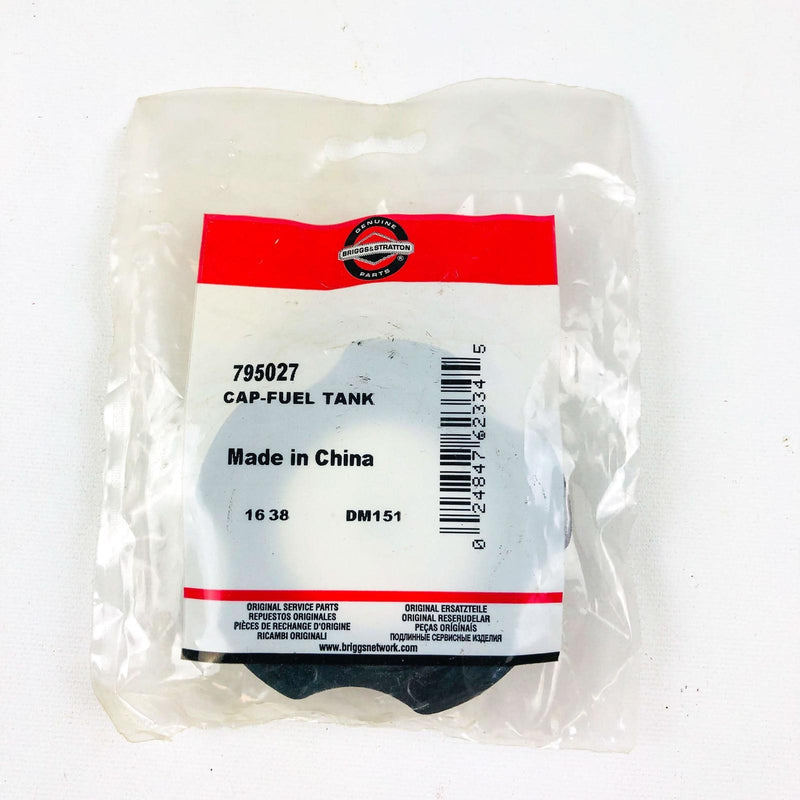 GENUINE
BRIGGS&STRATTON
®
PARTS
795027
CAP-FUEL TANK
Made in China
16 38 DM151
0 24847 62334 5
ORIGINAL SERVICE PARTS
REPUESTOS ORIGINALES
PIÈCES DE RECHANGE D'ORIGINE
RICAMBI ORIGINALI
ORIGINAL ERSATZTEILE
ORIGINAL RESERUDELAR
PEÇAS ORIGINAIS
ПОДЛИННЫЕ СЕРВИСНЫЕ ИЗДЕЛИЯ
www.briggsnetwork.com